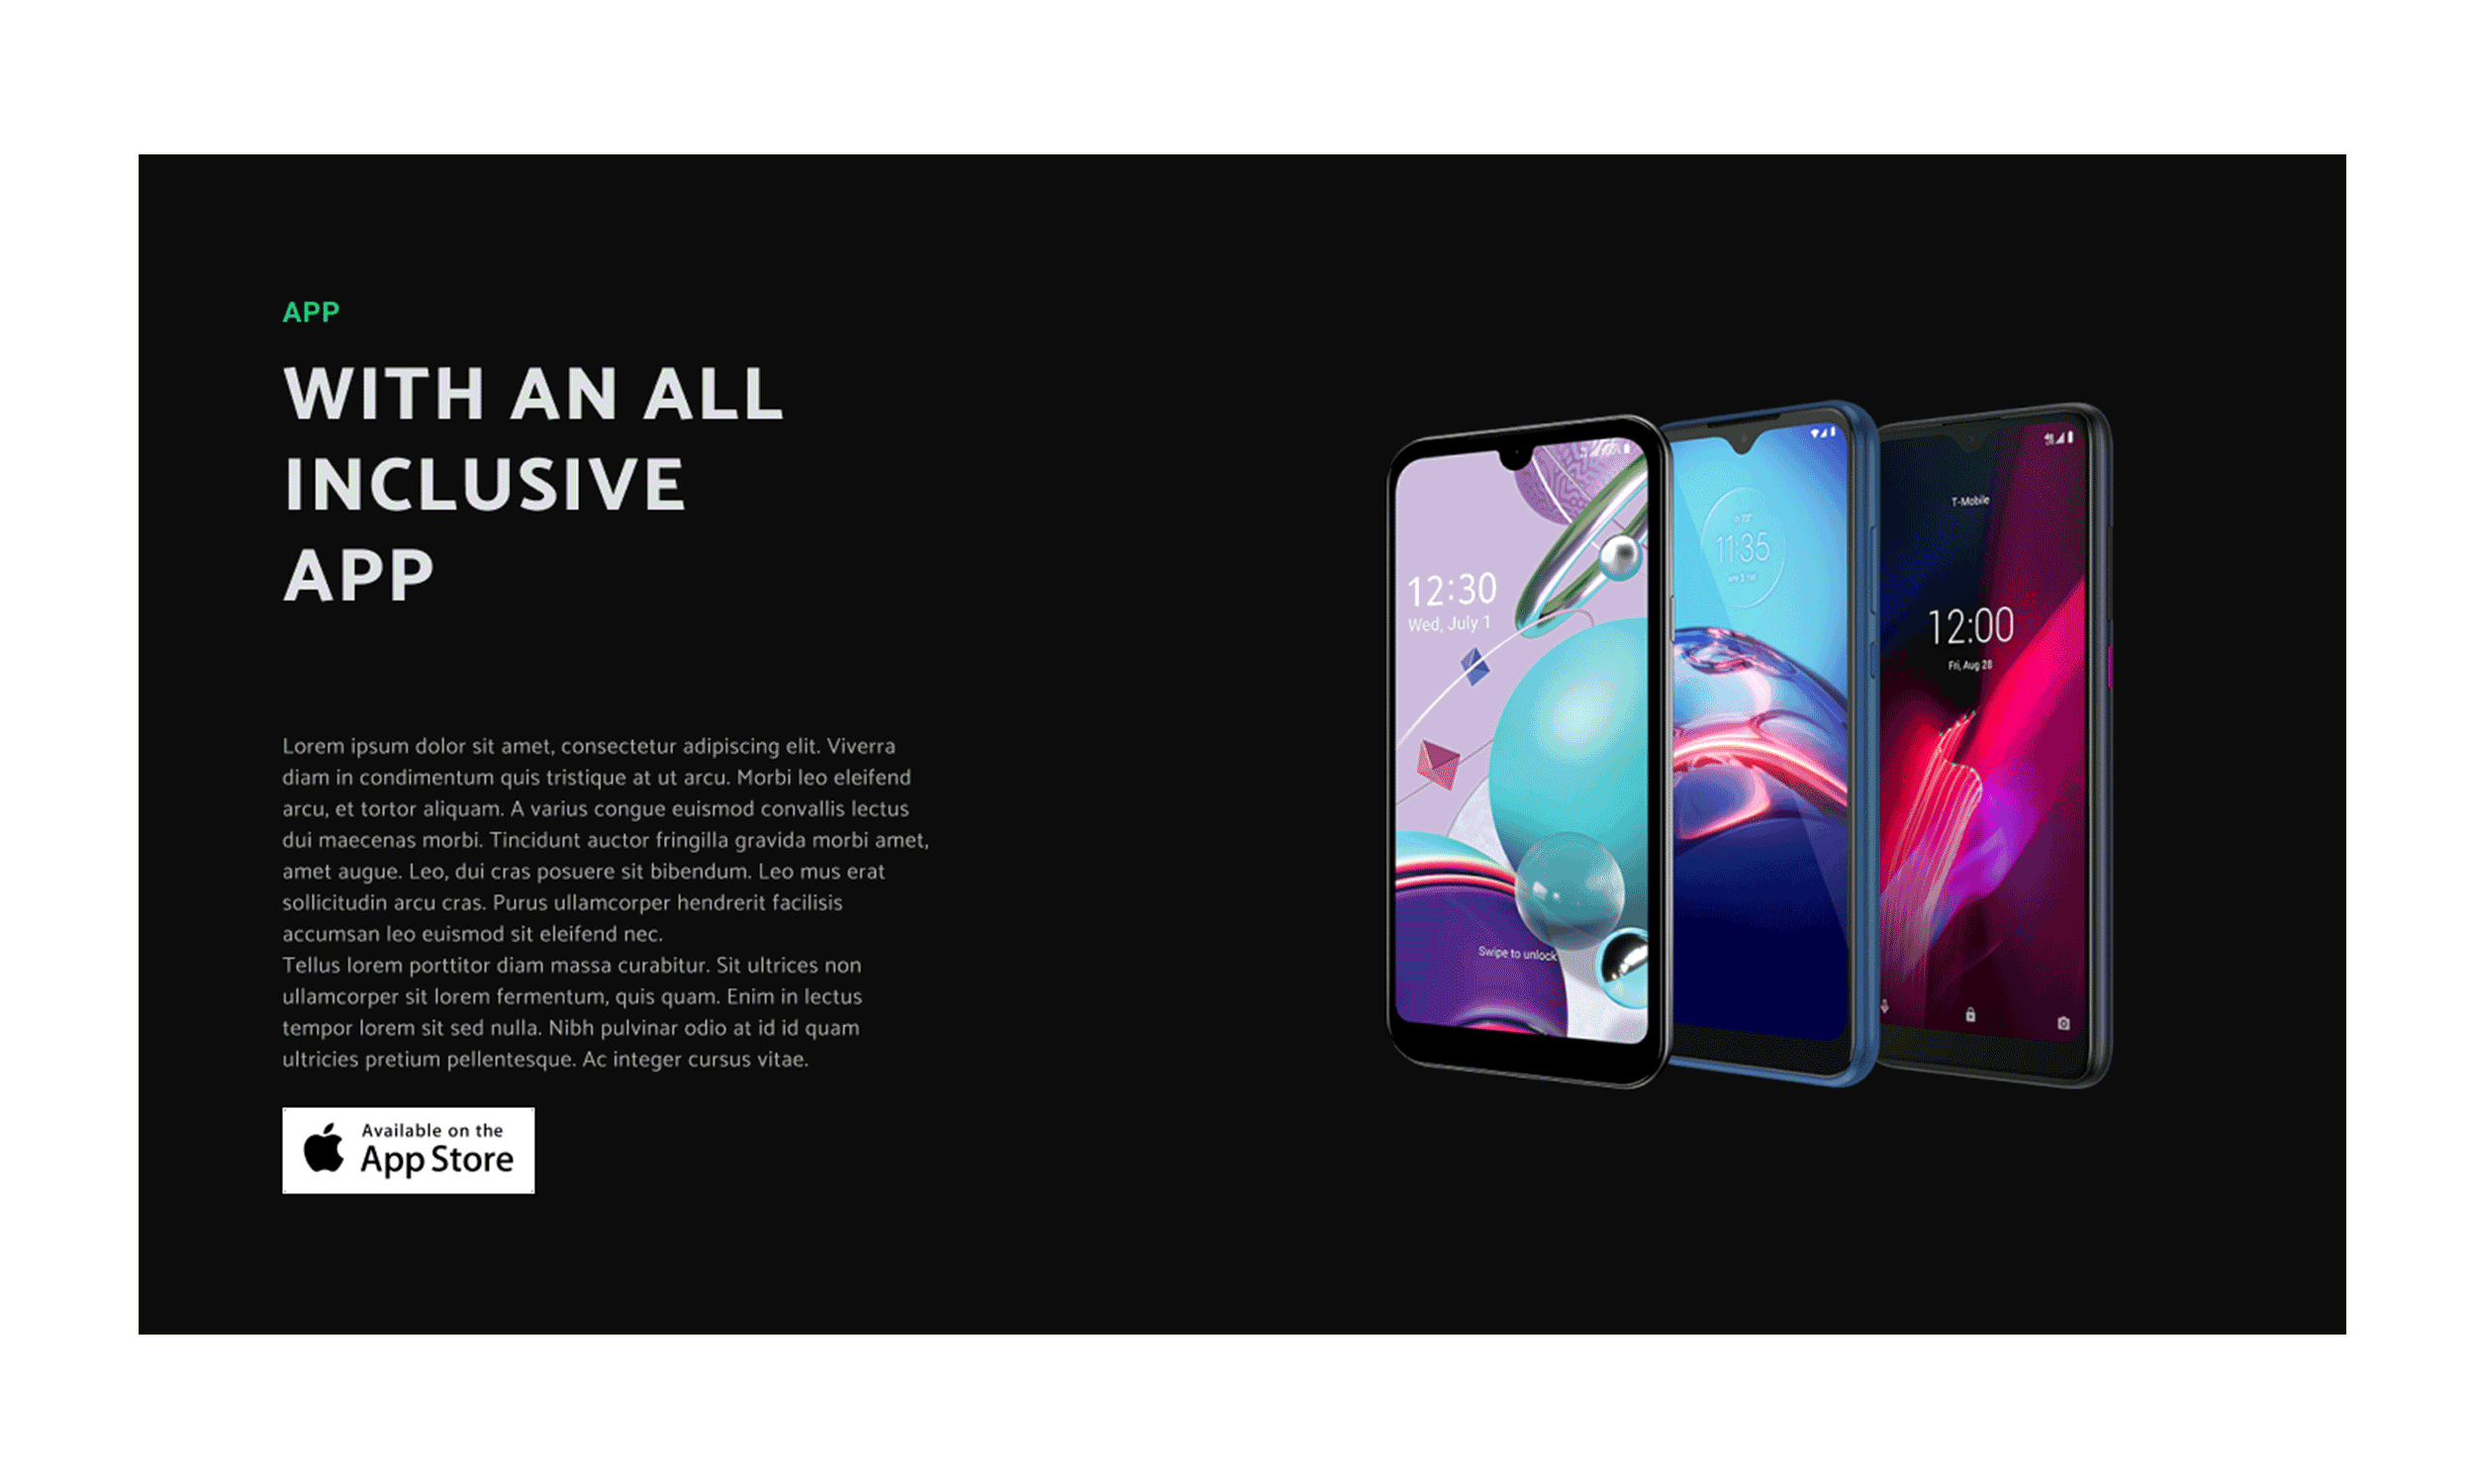 APP
WITH AN ALL
INCLUSIVE
APP
Lorem ipsum dolor sit amet, consectetur adipiscing elit. Viverra
diam in condimentum quis tristique at ut arcu. Morbi leo eleifend
arcu, et tortor aliquam. A varius congue euismod convallis lectus
dui maecenas morbi. Tincidunt auctor fringilla gravida morbi amet,
amet augue. Leo, dui cras posuere sit bibendum. Leo mus erat
sollicitudin arcu cras. Purus ullamcorper hendrerit facilisis
accumsan leo euismod sit eleifend nec.
Tellus lorem porttitor diam massa curabitur. Sit ultrices non
ullamcorper sit lorem fermentum, quis quam. Enim in lectus
tempor lorem sit sed nulla. Nibh pulvinar odio at id id quam
ultricies pretium pellentesque. Ac integer cursus vitae.
Available on the
App Store
12:30
Wed, July 1
Swipe to unlock
11:35
T-Mobile
12:00
Fri, Aug 28